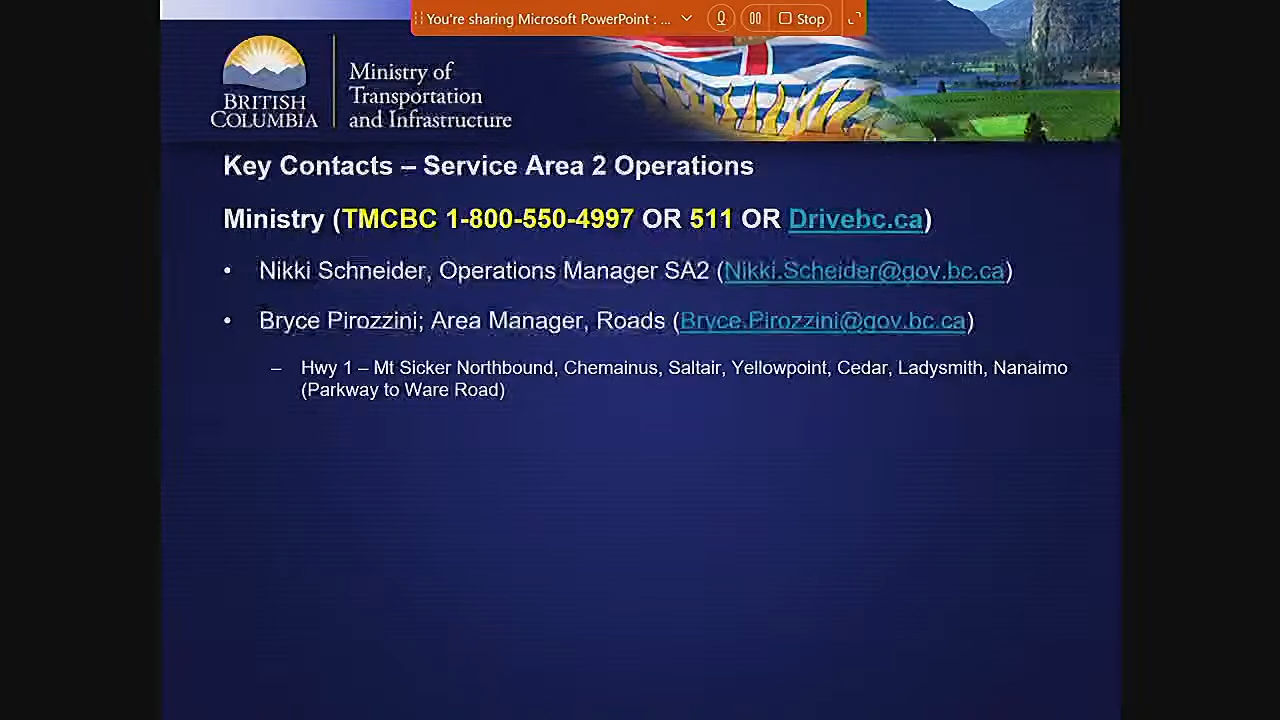 You're sharing Microsoft PowerPoint : ... Stop
BRITISH
COLUMBIA
Ministry of
Transportation
and Infrastructure
Key Contacts – Service Area 2 Operations
Ministry (TMCBC 1-800-550-4997 OR 511 OR Drivebc.ca)
• Nikki Schneider, Operations Manager SA2 (Nikki.Scheider@gov.bc.ca)
• Bryce Pirozzini; Area Manager, Roads (Bryce.Pirozzini@gov.bc.ca)
– Hwy 1 – Mt Sicker Northbound, Chemainus, Saltair, Yellowpoint, Cedar, Ladysmith, Nanaimo
(Parkway to Ware Road)